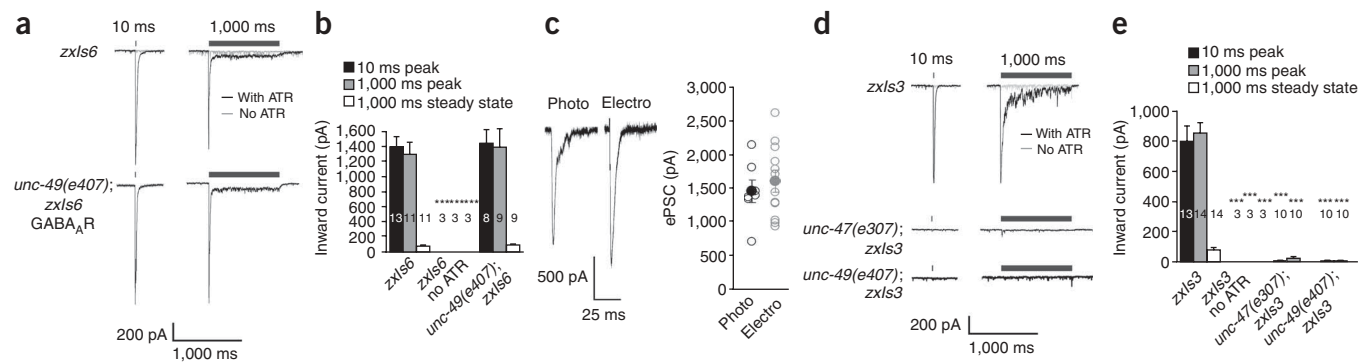 a
10 ms
1,000 ms
zxIs6
With ATR
No ATR
unc-49(e407);
zxIs6
GABAAR
200 pA
1,000 ms
b
10 ms peak
1,000 ms peak
1,000 ms steady state
Inward current (pA)
1,600
1,400
1,200
1,000
800
600
400
200
0
13
11
11
*********
3
3
3
8
9
9
zxIs6
zxIs6
no ATR
unc-49(e407);
zxIs6
c
Photo
Electro
500 pA
25 ms
ePSC (pA)
3,000
2,500
2,000
1,500
1,000
500
0
Photo
Electro
d
10 ms
1,000 ms
zxIs3
With ATR
No ATR
unc-47(e307);
zxIs3
unc-49(e407);
zxIs3
200 pA
1,000 ms
e
10 ms peak
1,000 ms peak
1,000 ms steady state
Inward current (pA)
1,000
800
600
400
200
0
13
14
14
***
***
***
3
3
3
***
***
10
10
******
10
10
zxIs3
zxIs3
no ATR
unc-47(e307);
zxIs3
unc-49(e407);
zxIs3